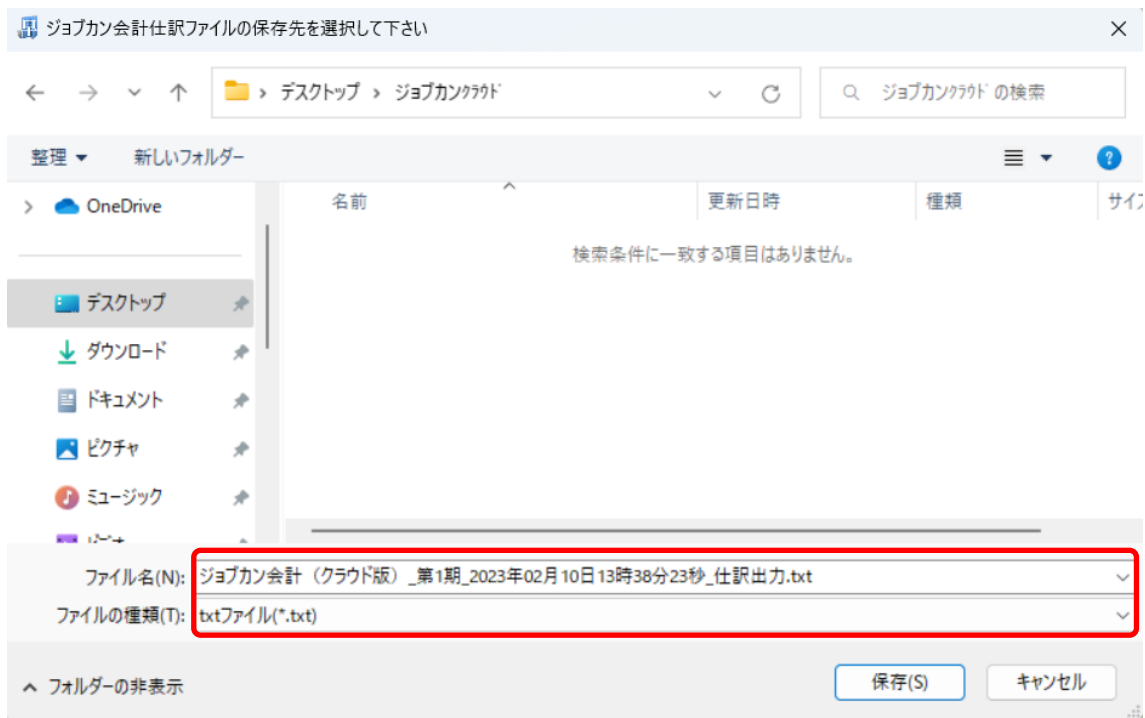 ジョブカン会計仕訳ファイルの保存先を選択して下さい
デスクトップ › ジョブカンｸﾗｳﾄﾞ
ジョブカンｸﾗｳﾄﾞの検索
整理
新しいフォルダー
OneDrive
名前
更新日時
種類
サイ
検索条件に一致する項目はありません。
デスクトップ
ダウンロード
ドキュメント
ピクチャ
ミュージック
ファイル名(N): ジョブカン会計（クラウド版）_第1期_2023年02月10日13時38分23秒_仕訳出力.txt
ファイルの種類(T): txtファイル(*.txt)
フォルダーの非表示
保存(S)
キャンセル